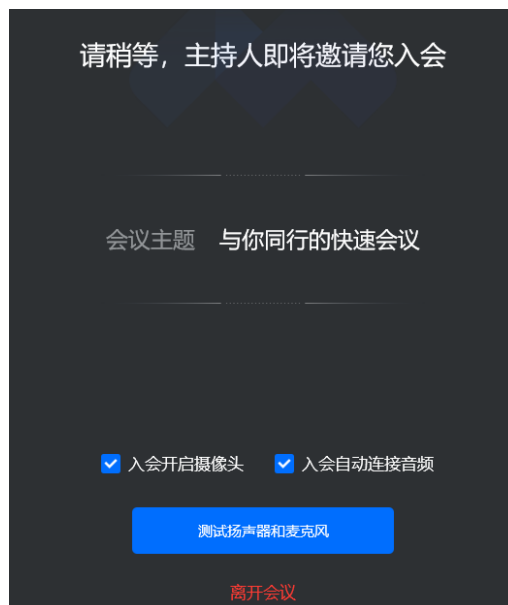 请稍等，主持人即将邀请您入会
会议主题 与你同行的快速会议
入会开启摄像头 入会自动连接音频
测试扬声器和麦克风
离开会议